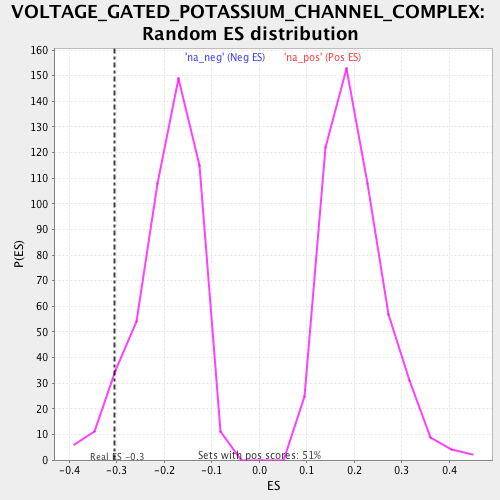 VOLTAGE_GATED_POTASSIUM_CHANNEL_COMPLEX:
Random ES distribution
'na_neg' (Neg ES) 'na_pos' (Pos ES)
160
150
140
130
120
110
100
90
80
70
60
50
40
30
20
10
0
P(ES)
Real ES -0.3
Sets with pos scores: 51%
-0.4 -0.3 -0.2 -0.1 0.0 0.1 0.2 0.3 0.4
ES